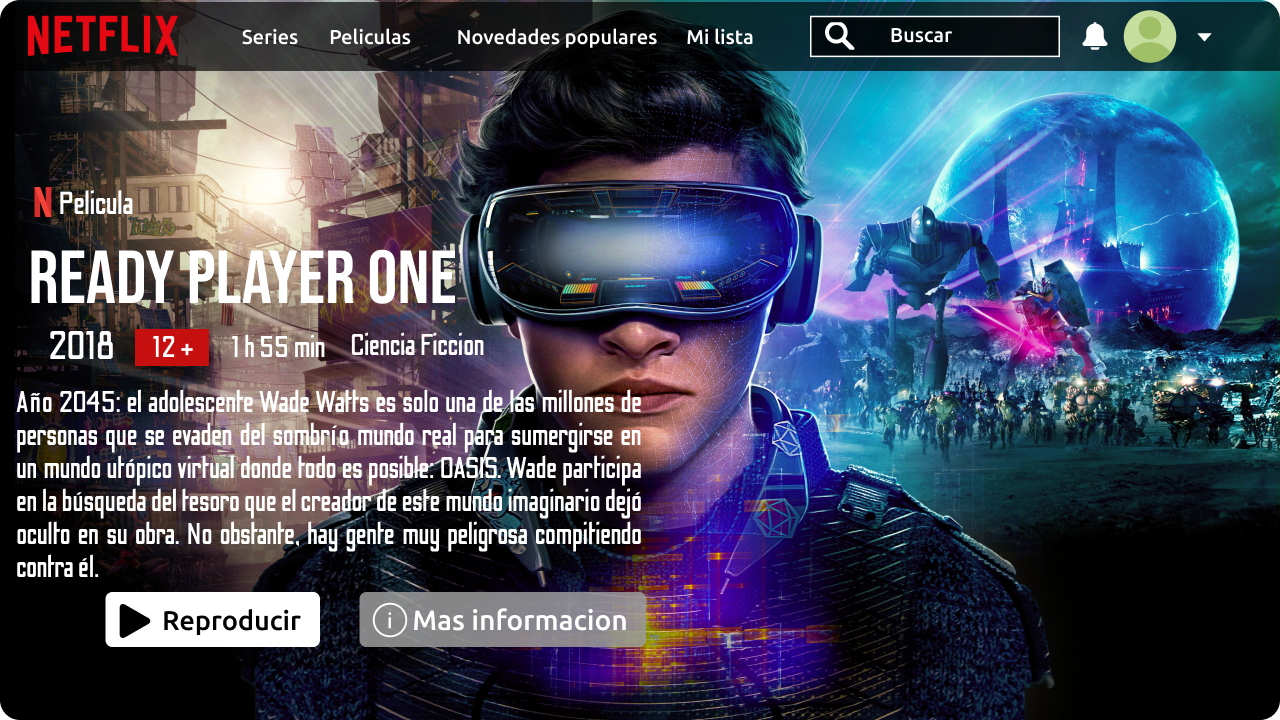 NETFLIX Series Peliculas Novedades populares Mi lista Buscar
N Pelicula
READY PLAYER ONE
2018 12 + 1 h 55 min Ciencia Ficcion
Año 2045: el adolescente Wade Watts es solo una de las millones de
personas que se evaden del sombrío mundo real para sumergirse en
un mundo utópico virtual donde todo es posible: OASIS. Wade participa
en la búsqueda del tesoro que el creador de este mundo imaginario dejó
oculto en su obra. No obstante, hay gente muy peligrosa compitiendo
contra él.
Reproducir Mas informacion